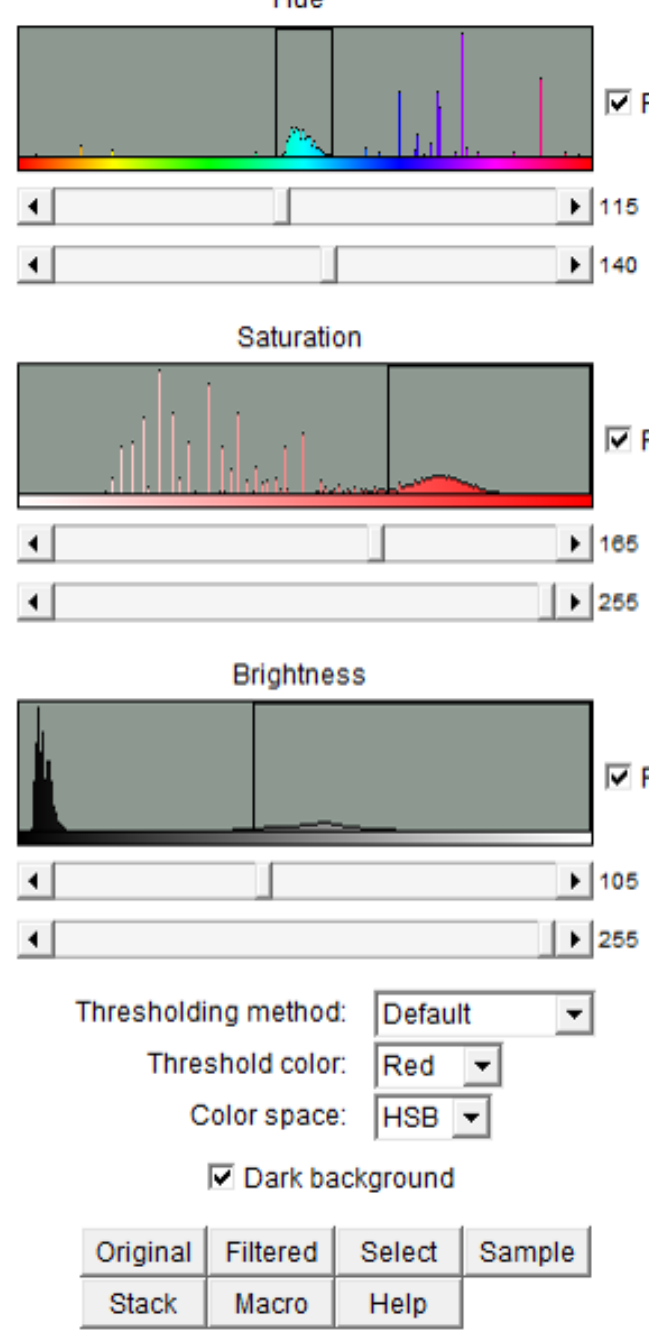 Hue
115
140
Saturation
165
255
Brightness
105
255
Thresholding method: Default
Threshold color: Red
Color space: HSB
Dark background
Original Filtered Select Sample
Stack Macro Help